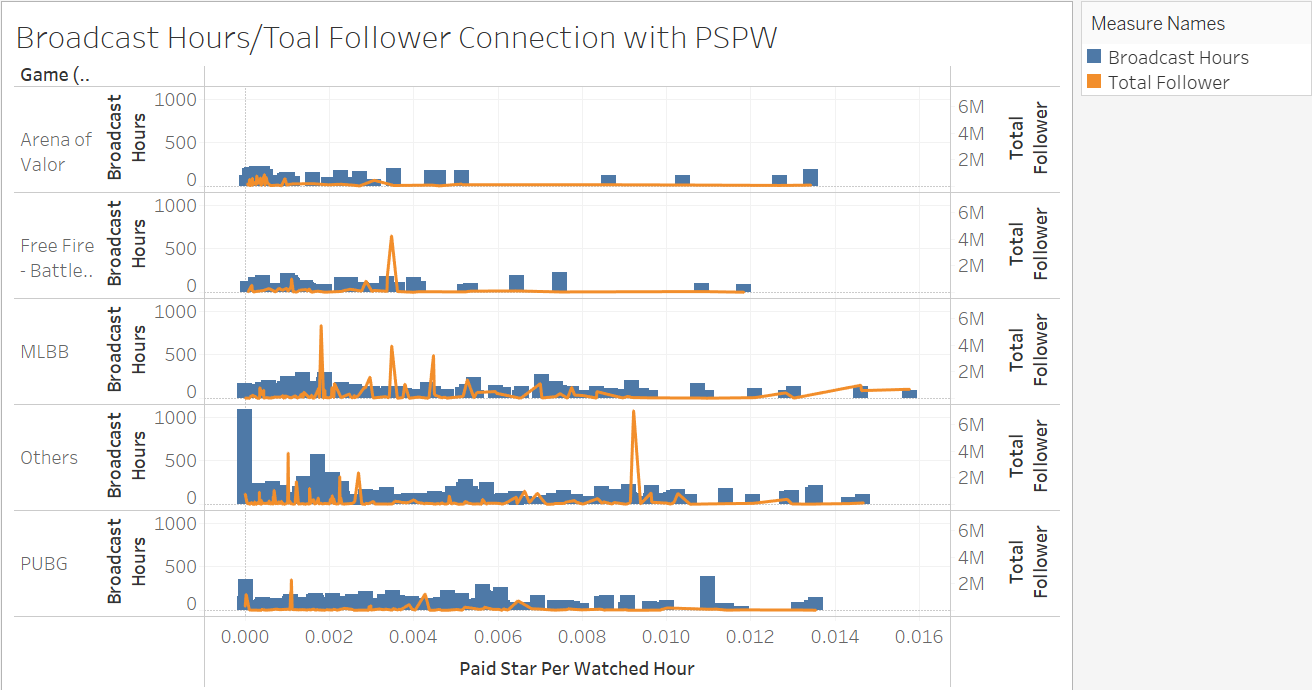 Broadcast Hours/Toal Follower Connection with PSPW
Measure Names
Broadcast Hours
Total Follower
Game (..
Arena of
Valor
Broadcast
Hours
1000
500
0
6M
4M
2M
Total
Follower
Free Fire
- Battle..
Broadcast
Hours
1000
500
0
6M
4M
2M
Total
Follower
MLBB
Broadcast
Hours
1000
500
0
6M
4M
2M
Total
Follower
Others
Broadcast
Hours
1000
500
0
6M
4M
2M
Total
Follower
PUBG
Broadcast
Hours
1000
500
0
6M
4M
2M
Total
Follower
0.000 0.002 0.004 0.006 0.008 0.010 0.012 0.014 0.016
Paid Star Per Watched Hour